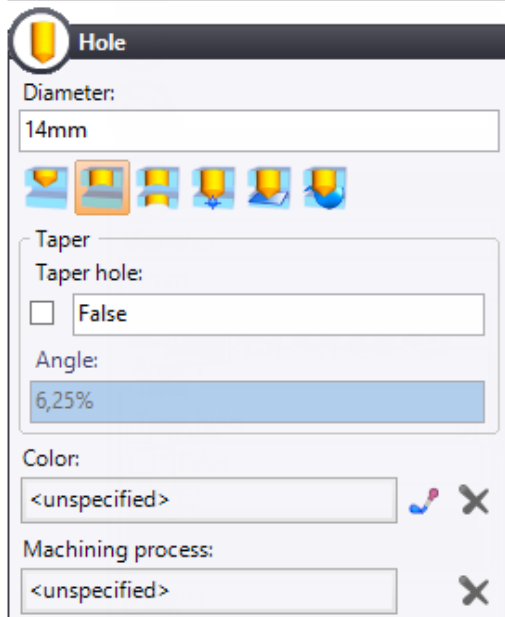 Hole
Diameter:
14mm
Taper
Taper hole:
False
Angle:
6,25%
Color:
<unspecified>
Machining process:
<unspecified>